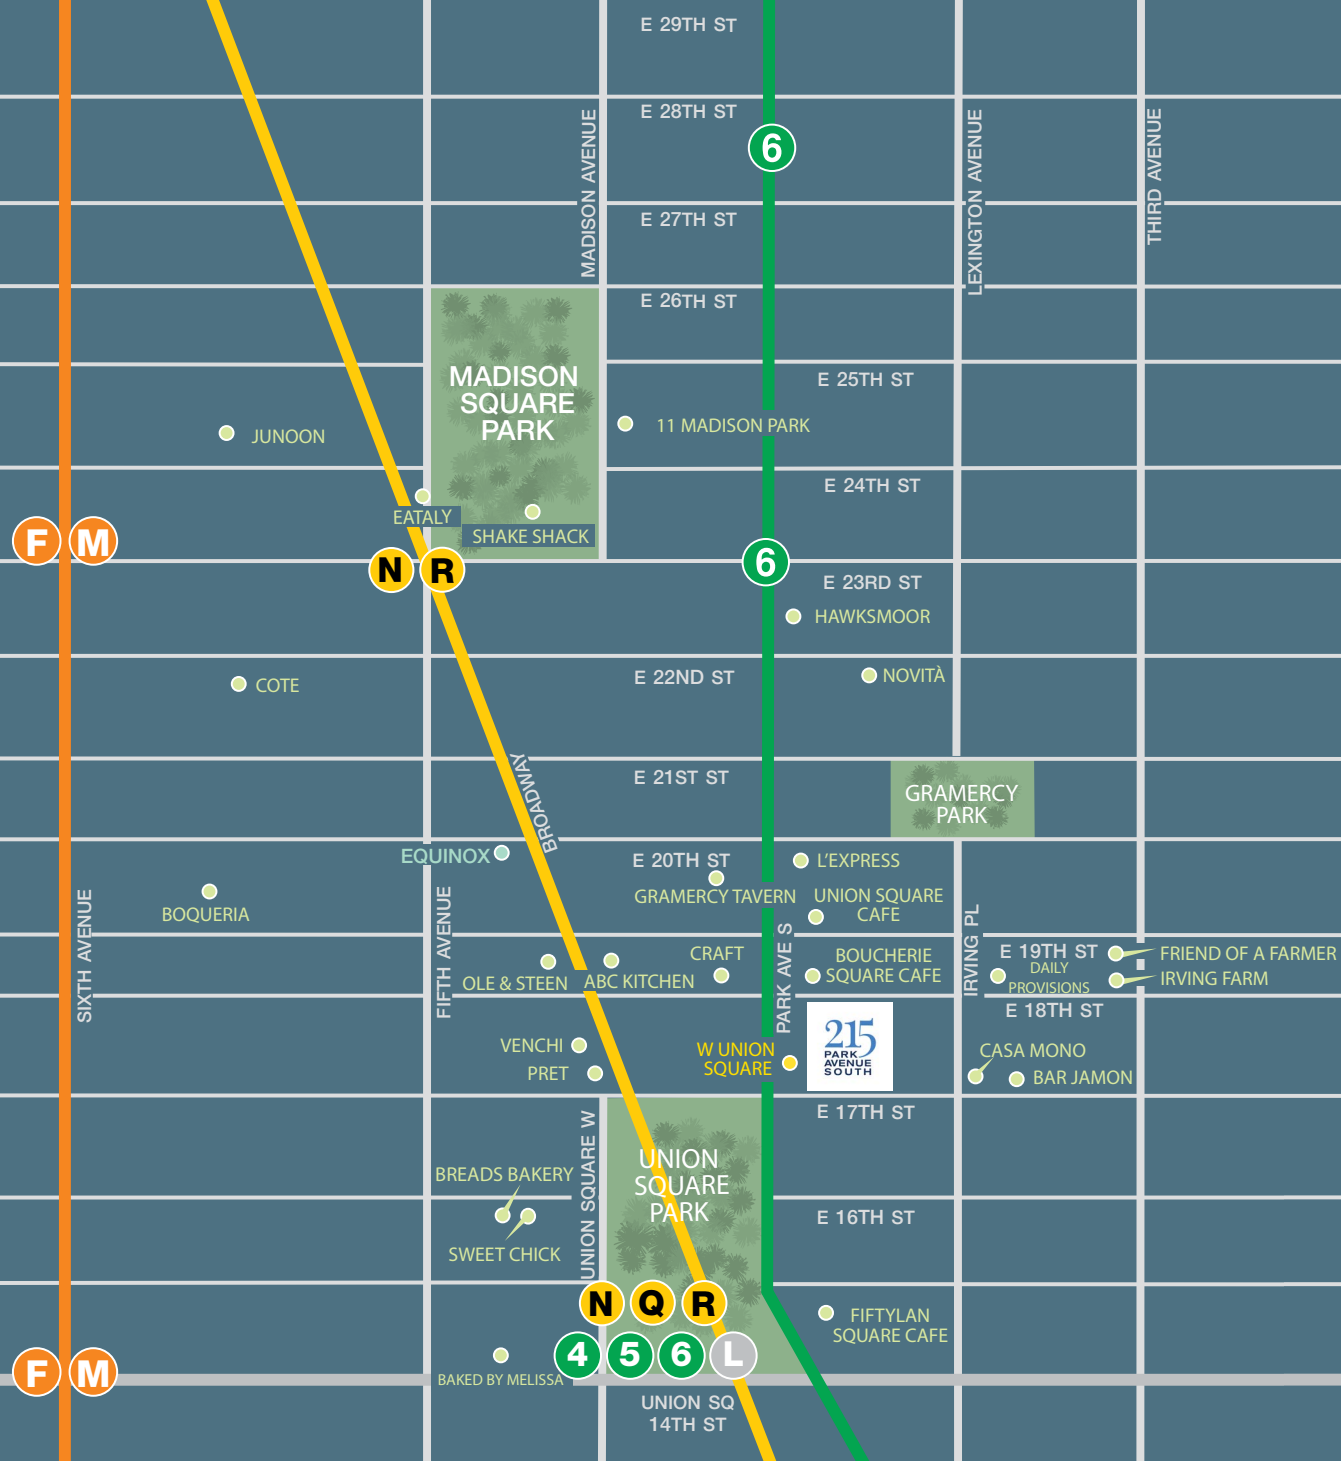 E 29TH ST
E 28TH ST
6
MADISON AVENUE
LEXINGTON AVENUE
THIRD AVENUE
E 27TH ST
E 26TH ST
MADISON
SQUARE
PARK
E 25TH ST
11 MADISON PARK
JUNOON
E 24TH ST
EATALY
SHAKE SHACK
F M
N R
6
E 23RD ST
HAWKSMOOR
E 22ND ST
NOVITÀ
COTE
BROADWAY
E 21ST ST
GRAMERCY
PARK
EQUINOX
E 20TH ST
L'EXPRESS
GRAMERCY TAVERN
UNION SQUARE
CAFE
BOQUERIA
SIXTH AVENUE
FIFTH AVENUE
PARK AVE S
IRVING PL
E 19TH ST
FRIEND OF A FARMER
CRAFT
BOUCHERIE
SQUARE CAFE
DAILY
PROVISIONS
IRVING FARM
OLE & STEEN
ABC KITCHEN
E 18TH ST
VENCHI
PRET
W UNION
SQUARE
215
PARK
AVENUE
SOUTH
CASA MONO
BAR JAMON
E 17TH ST
UNION SQUARE W
UNION
SQUARE
PARK
BREADS BAKERY
SWEET CHICK
E 16TH ST
N Q R
4 5 6 L
FIFTYLAN
SQUARE CAFE
F M
BAKED BY MELISSA
UNION SQ
14TH ST